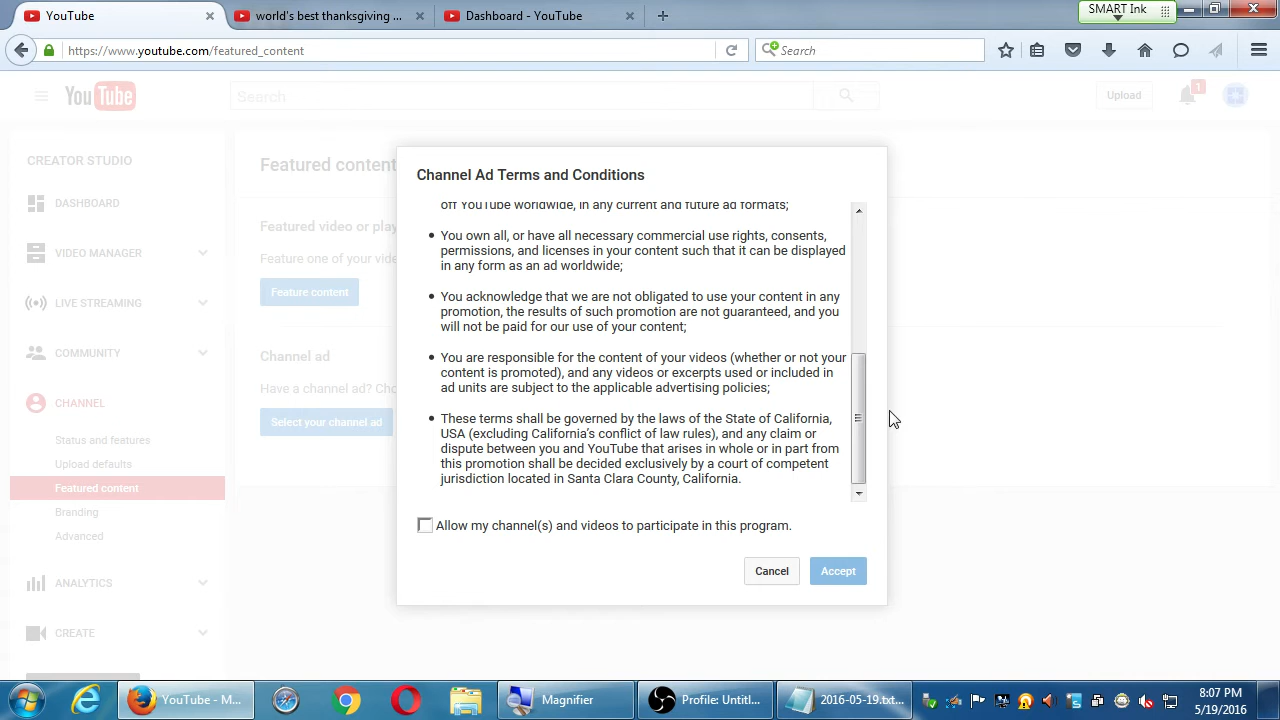 YouTube
world's best thanksgiving ...
Dashboard - YouTube
SMART Ink
https://www.youtube.com/featured_content
Search
YouTube
Search
Upload
1
CREATOR STUDIO
DASHBOARD
VIDEO MANAGER
LIVE STREAMING
COMMUNITY
CHANNEL
Status and features
Upload defaults
Featured content
Branding
Advanced
ANALYTICS
CREATE
Featured content
Featured video or play
Feature one of your vide
Feature content
Channel ad
Have a channel ad? Cho
Select your channel ad
Channel Ad Terms and Conditions
off YouTube worldwide, in any current and future ad formats;
• You own all, or have all necessary commercial use rights, consents,
permissions, and licenses in your content such that it can be displayed
in any form as an ad worldwide;
• You acknowledge that we are not obligated to use your content in any
promotion, the results of such promotion are not guaranteed, and you
will not be paid for our use of your content;
• You are responsible for the content of your videos (whether or not your
content is promoted), and any videos or excerpts used or included in
ad units are subject to the applicable advertising policies;
• These terms shall be governed by the laws of the State of California,
USA (excluding California's conflict of law rules), and any claim or
dispute between you and YouTube that arises in whole or in part from
this promotion shall be decided exclusively by a court of competent
jurisdiction located in Santa Clara County, California.
Allow my channel(s) and videos to participate in this program.
Cancel
Accept
YouTube - M...
Magnifier
Profile: Untitl...
2016-05-19.txt...
8:07 PM
5/19/2016